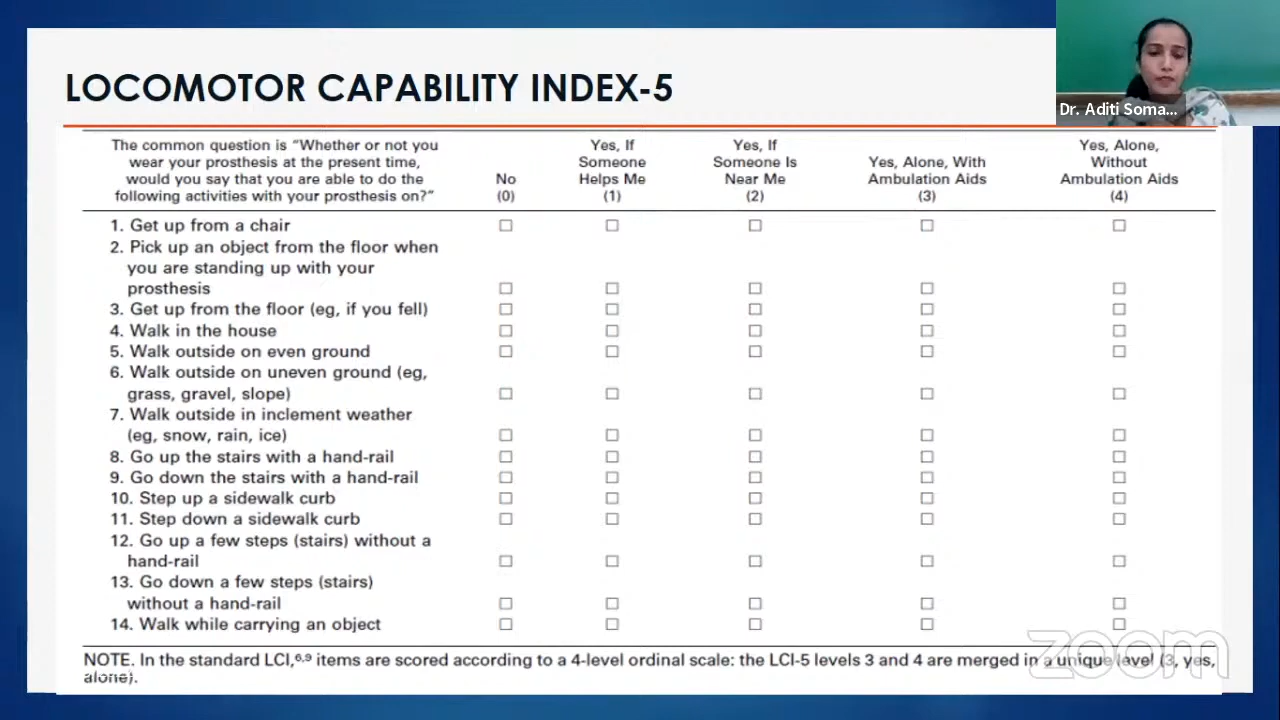 LOCOMOTOR CAPABILITY INDEX-5
Dr. Aditi Soma...
The common question is "Whether or not you
wear your prosthesis at the present time,
would you say that you are able to do the
following activities with your prosthesis on?"
No
(0)
Yes, If
Someone
Helps Me
(1)
Yes, If
Someone Is
Near Me
(2)
Yes, Alone, With
Ambulation Aids
(3)
Yes, Alone,
Without
Ambulation Aids
(4)
1. Get up from a chair
2. Pick up an object from the floor when
you are standing up with your
prosthesis
3. Get up from the floor (eg, if you fell)
4. Walk in the house
5. Walk outside on even ground
6. Walk outside on uneven ground (eg,
grass, gravel, slope)
7. Walk outside in inclement weather
(eg, snow, rain, ice)
8. Go up the stairs with a hand-rail
9. Go down the stairs with a hand-rail
10. Step up a sidewalk curb
11. Step down a sidewalk curb
12. Go up a few steps (stairs) without a
hand-rail
13. Go down a few steps (stairs)
without a hand-rail
14. Walk while carrying an object
NOTE. In the standard LCI,⁶,⁹ items are scored according to a 4-level ordinal scale: the LCI-5 levels 3 and 4 are merged in a unique level (3, yes,
alone).
zoom